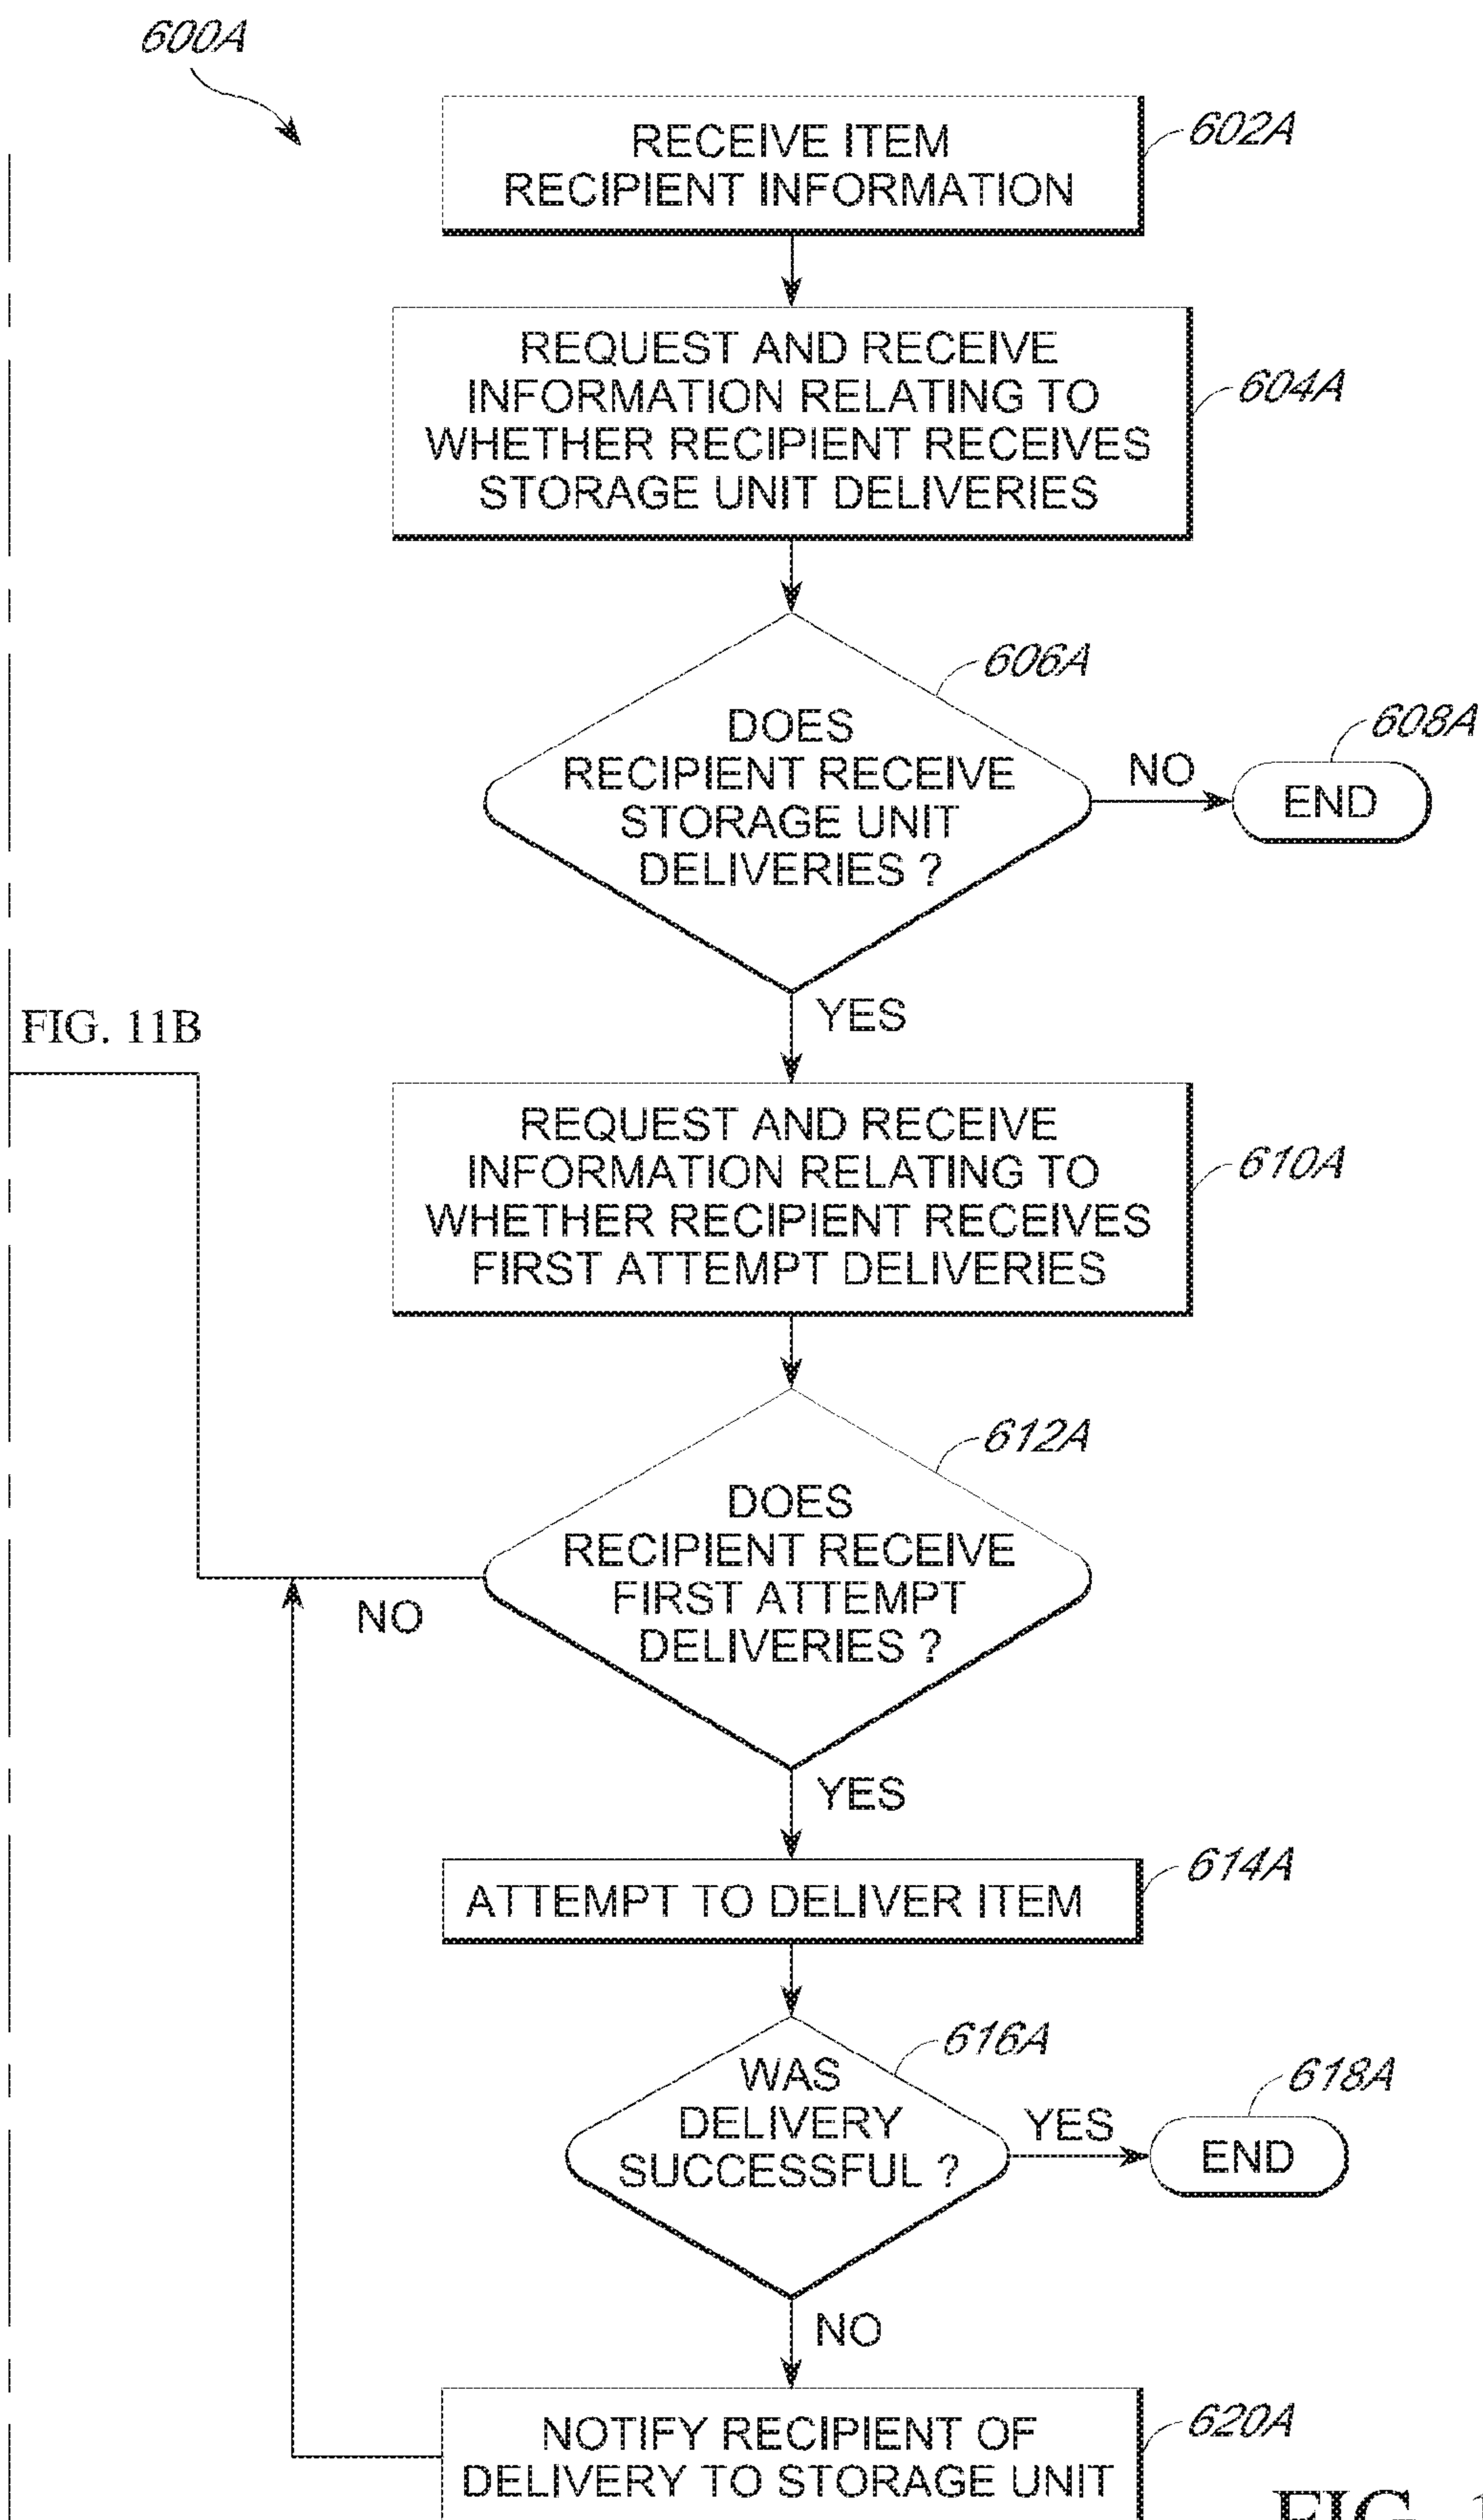 600A
RECEIVE ITEM
RECIPIENT INFORMATION
602A
REQUEST AND RECEIVE
INFORMATION RELATING TO
WHETHER RECIPIENT RECEIVES
STORAGE UNIT DELIVERIES
604A
606A
DOES
RECIPIENT RECEIVE
STORAGE UNIT
DELIVERIES ?
NO
608A
END
YES
FIG. 11B
REQUEST AND RECEIVE
INFORMATION RELATING TO
WHETHER RECIPIENT RECEIVES
FIRST ATTEMPT DELIVERIES
610A
612A
DOES
RECIPIENT RECEIVE
FIRST ATTEMPT
DELIVERIES ?
NO
YES
ATTEMPT TO DELIVER ITEM
614A
616A
WAS
DELIVERY
SUCCESSFUL ?
YES
618A
END
NO
NOTIFY RECIPIENT OF
DELIVERY TO STORAGE UNIT
620A
FIG.